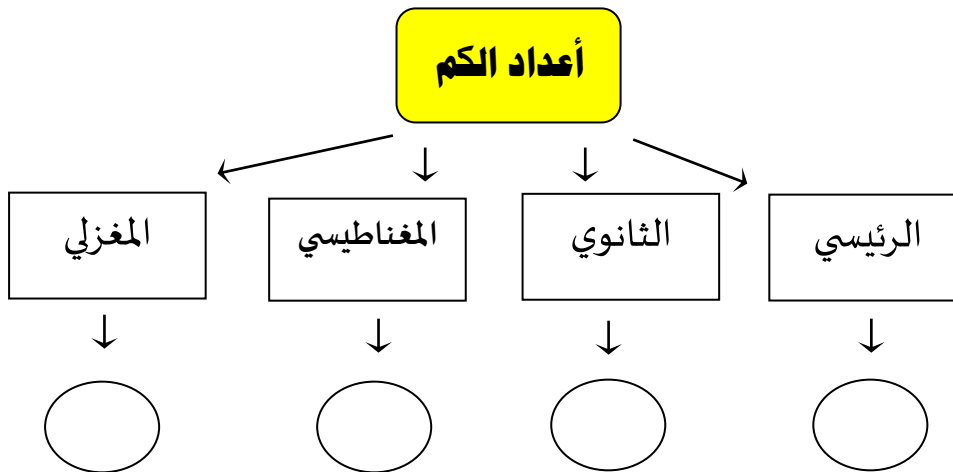 أعداد الكم
الرئيسي
الثانوي
المغناطيسي
المغزلي